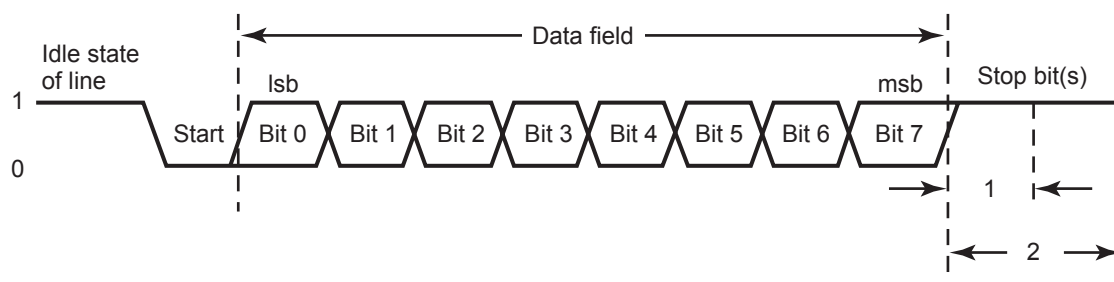 Data field
Idle state
of line
lsb
msb
Stop bit(s)
1
Start
Bit 0
Bit 1
Bit 2
Bit 3
Bit 4
Bit 5
Bit 6
Bit 7
0
1
2